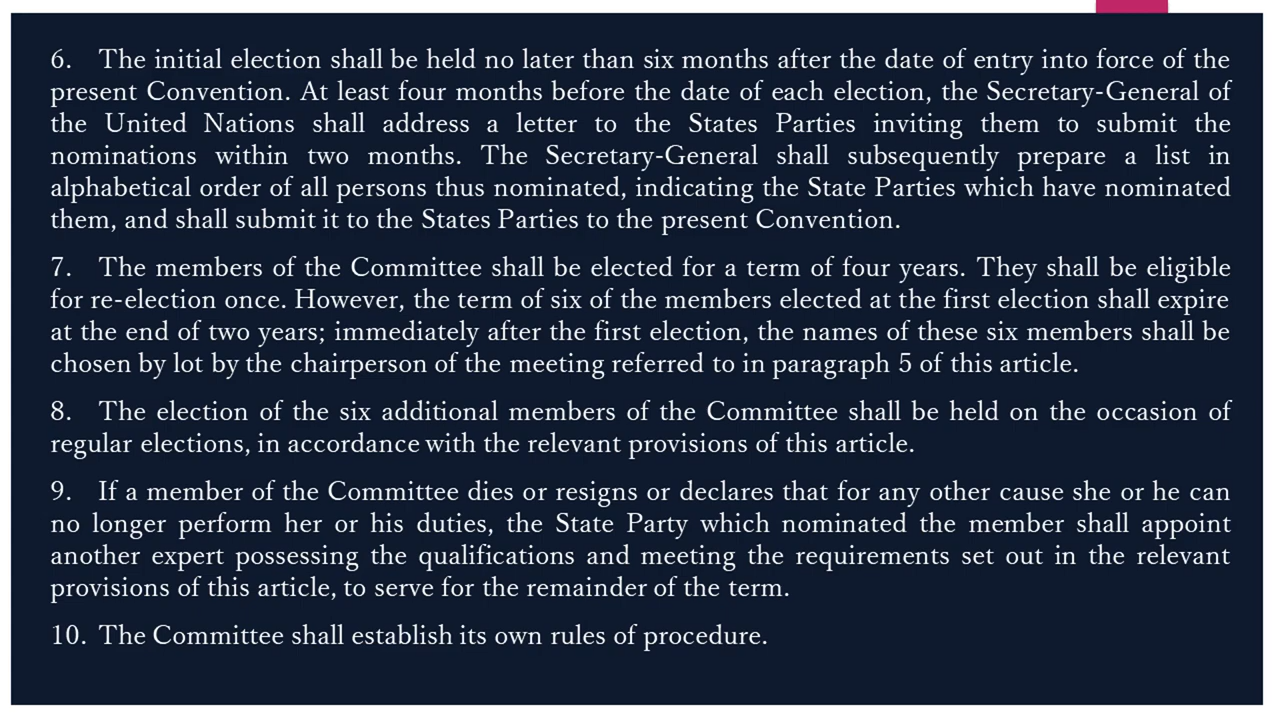 6. The initial election shall be held no later than six months after the date of entry into force of the
present Convention. At least four months before the date of each election, the Secretary-General of
the United Nations shall address a letter to the States Parties inviting them to submit the
nominations within two months. The Secretary-General shall subsequently prepare a list in
alphabetical order of all persons thus nominated, indicating the State Parties which have nominated
them, and shall submit it to the States Parties to the present Convention.
7. The members of the Committee shall be elected for a term of four years. They shall be eligible
for re-election once. However, the term of six of the members elected at the first election shall expire
at the end of two years; immediately after the first election, the names of these six members shall be
chosen by lot by the chairperson of the meeting referred to in paragraph 5 of this article.
8. The election of the six additional members of the Committee shall be held on the occasion of
regular elections, in accordance with the relevant provisions of this article.
9. If a member of the Committee dies or resigns or declares that for any other cause she or he can
no longer perform her or his duties, the State Party which nominated the member shall appoint
another expert possessing the qualifications and meeting the requirements set out in the relevant
provisions of this article, to serve for the remainder of the term.
10. The Committee shall establish its own rules of procedure.